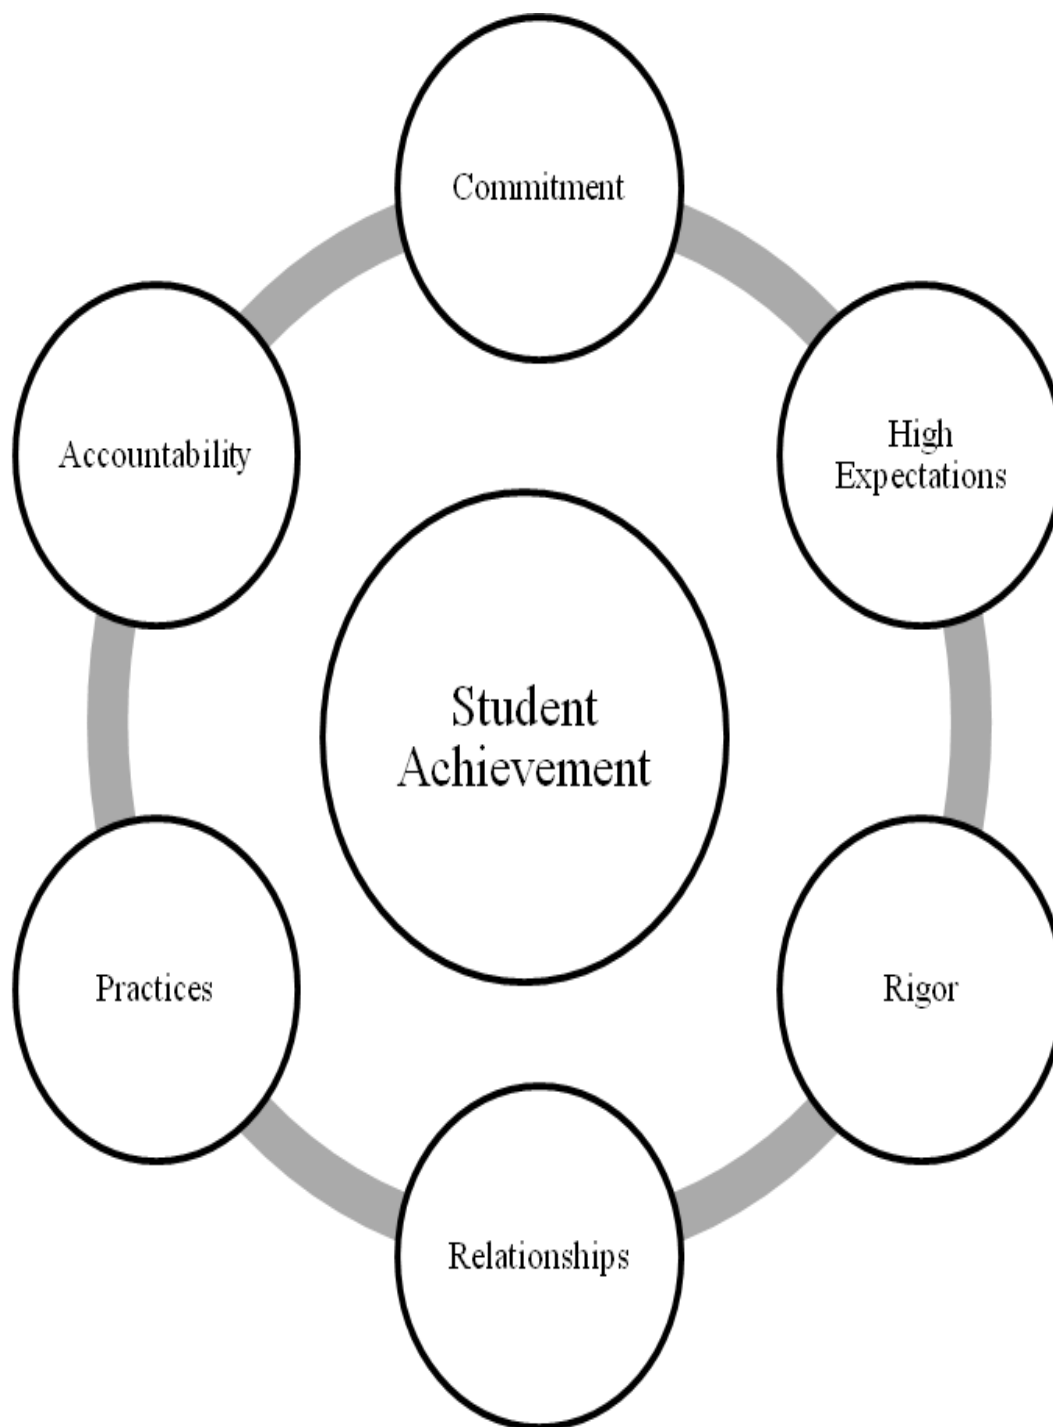 Commitment
Accountability
High
Expectations
Student
Achievement
Practices
Rigor
Relationships